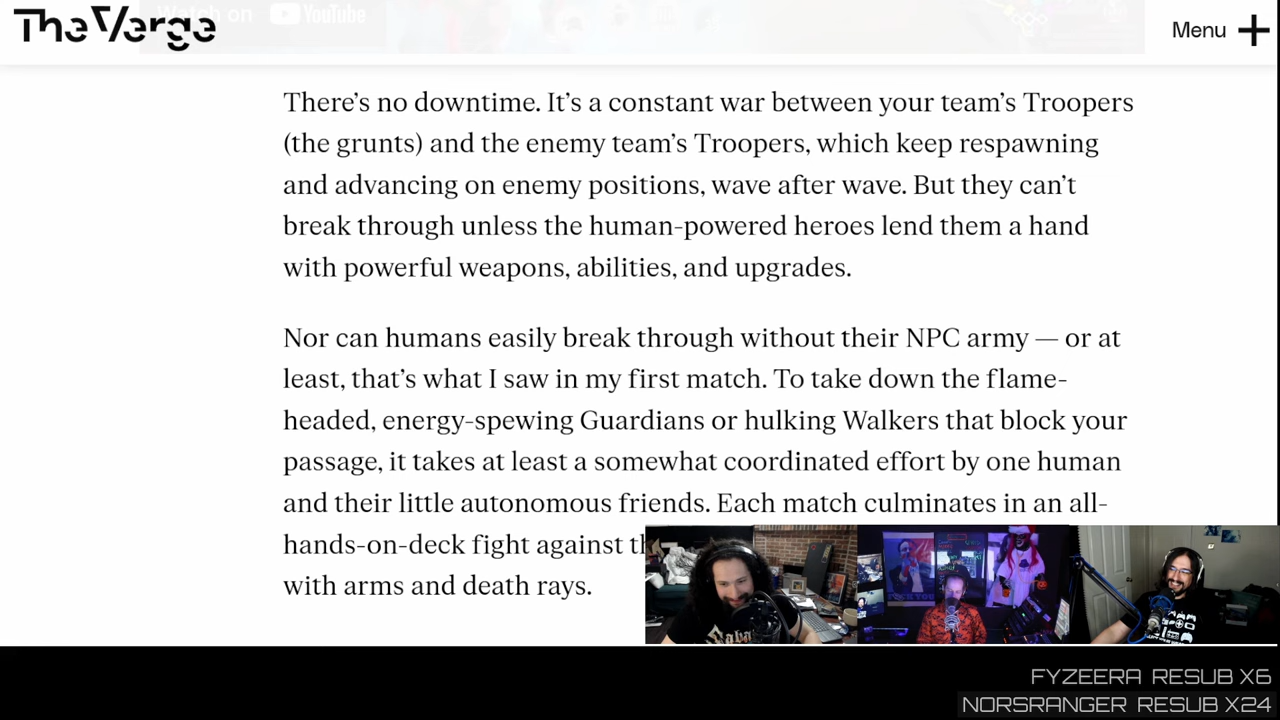 Watch on YouTube
The Verge
Menu
There’s no downtime. It’s a constant war between your team’s Troopers
(the grunts) and the enemy team’s Troopers, which keep respawning
and advancing on enemy positions, wave after wave. But they can’t
break through unless the human-powered heroes lend them a hand
with powerful weapons, abilities, and upgrades.
Nor can humans easily break through without their NPC army — or at
least, that’s what I saw in my first match. To take down the flame-
headed, energy-spewing Guardians or hulking Walkers that block your
passage, it takes at least a somewhat coordinated effort by one human
and their little autonomous friends. Each match culminates in an all-
hands-on-deck fight against
with arms and death rays.
FYZEERA RESUB X6
NORSRANGER RESUB X24